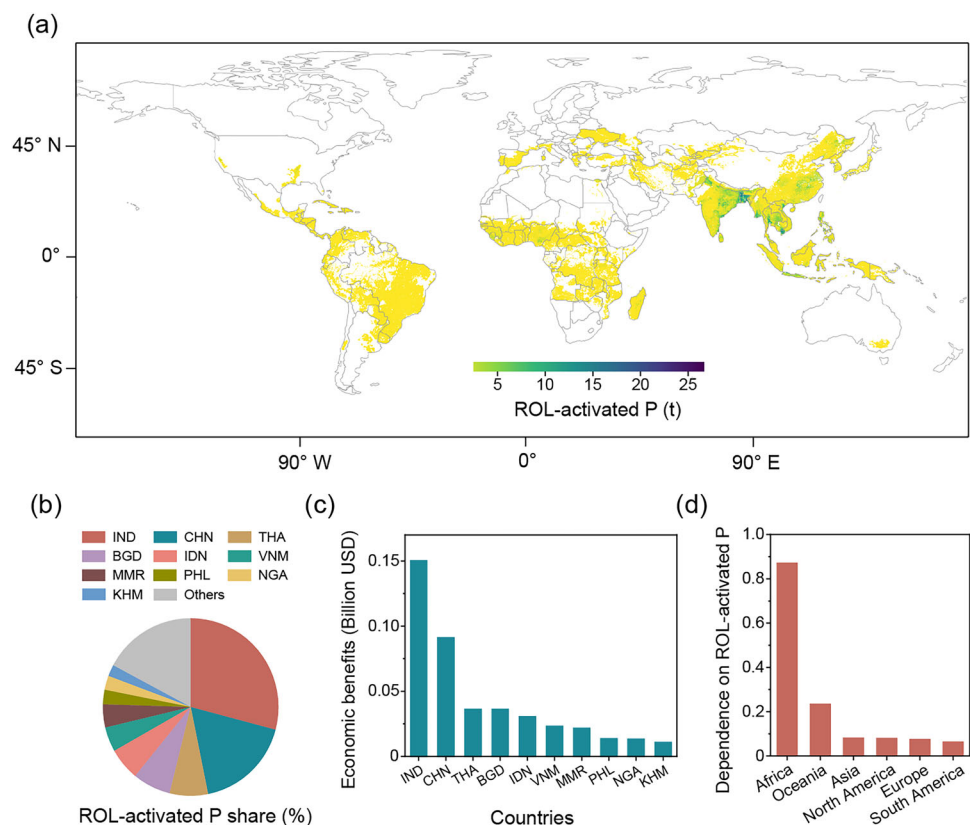 (a)
45° N
0°
45° S
5 10 15 20 25
ROL-activated P (t)
90° W 0° 90° E
(b)
IND CHN THA
BGD IDN VNM
MMR PHL NGA
KHM Others
ROL-activated P share (%)
(c)
Economic benefits (Billion USD)
0.15
0.10
0.05
0
IND CHN THA BGD IDN VNM MMR PHL NGA KHM
Countries
(d)
Dependence on ROL-activated P
1.0
0.8
0.6
0.4
0.2
0
Africa Oceania Asia North America Europe South America